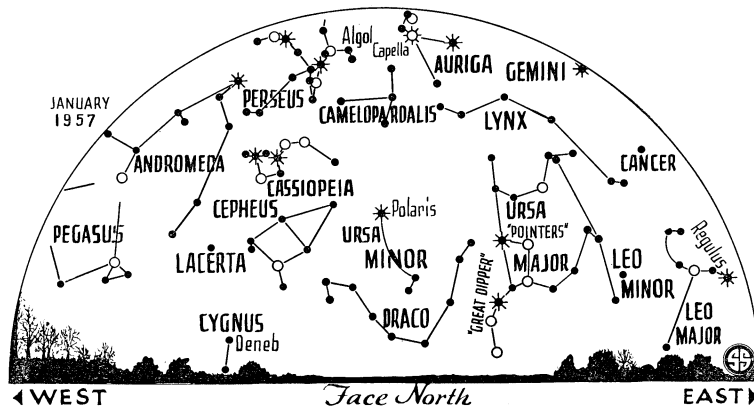 Algol
Capella
AURIGA
GEMINI
JANUARY
1957
PERSEUS
CAMELOPARDALIS
LYNX
ANDROMEDA
CANCER
CASSIOPEIA
CEPHEUS
Polaris
URSA
MINOR
URSA
"POINTERS"
MAJOR
Regulus
PEGASUS
LACERTA
LEO
MINOR
"GREAT DIPPER"
LEO
MAJOR
CYGNUS
Deneb
DRACO
WEST
Face North
EAST